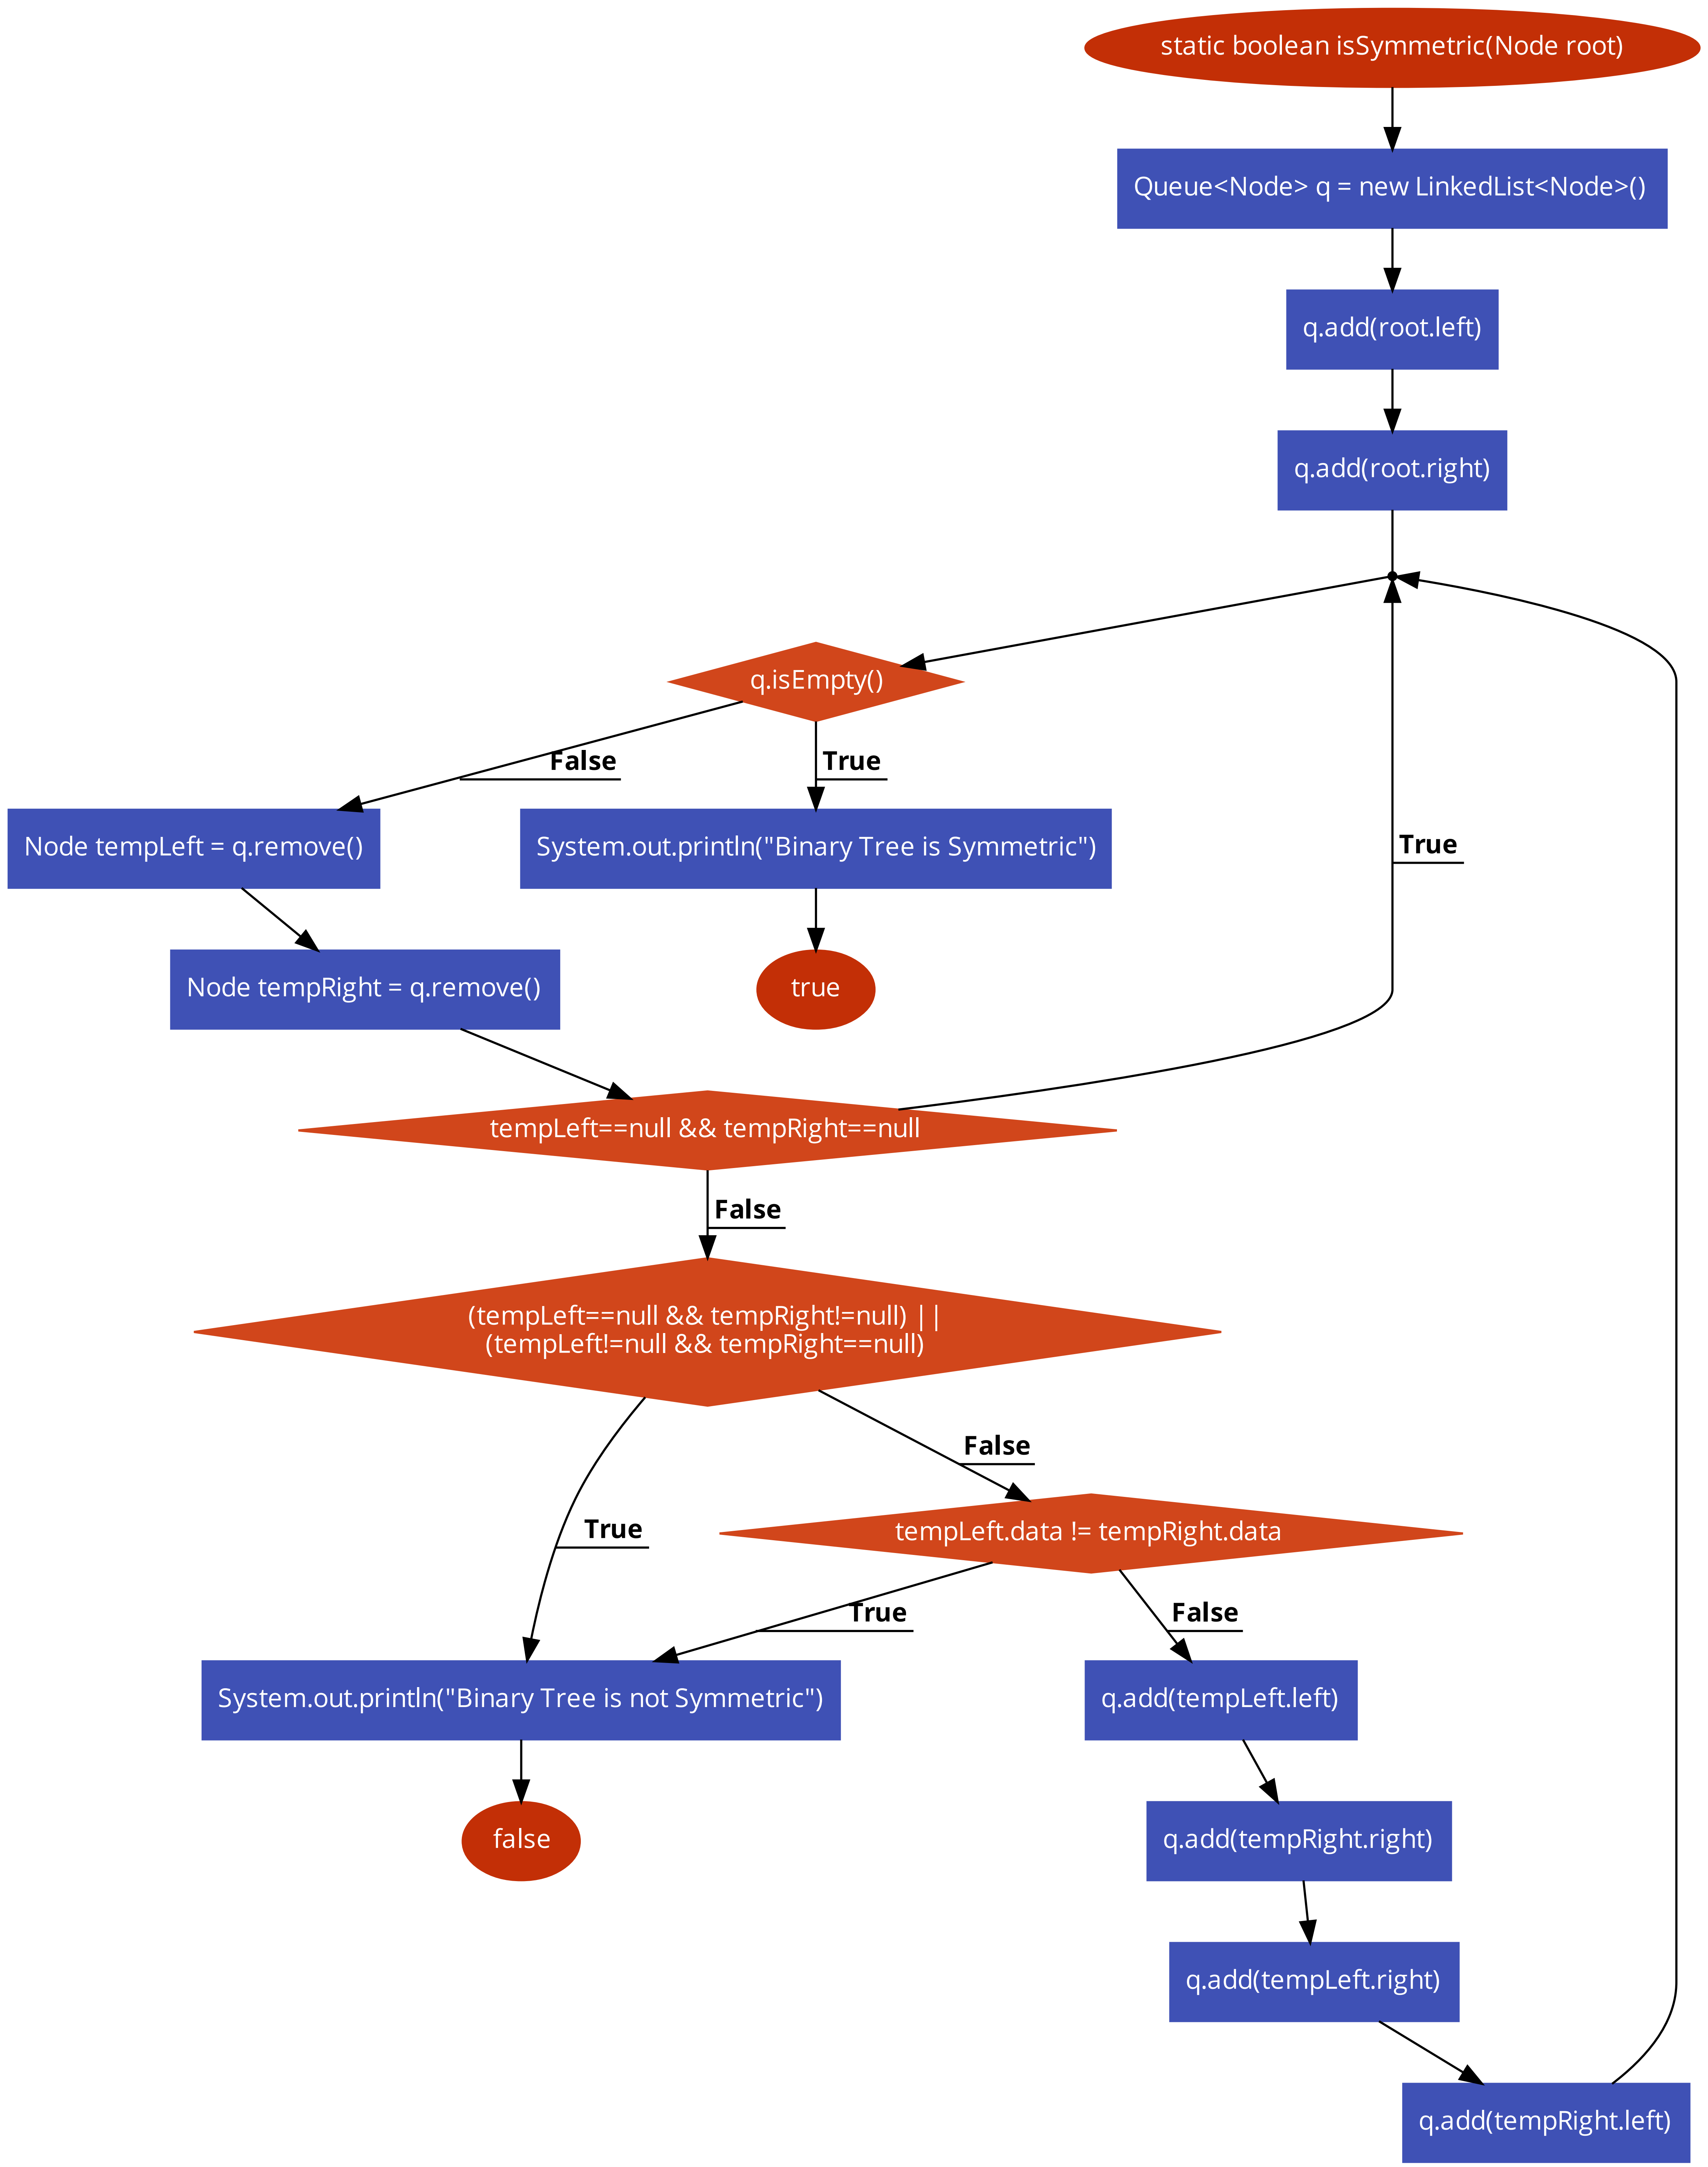 static boolean isSymmetric(Node root)
Queue<Node> q = new LinkedList<Node>()
q.add(root.left)
q.add(root.right)
q.isEmpty()
False
True
Node tempLeft = q.remove()
System.out.println("Binary Tree is Symmetric")
True
Node tempRight = q.remove()
true
tempLeft==null && tempRight==null
False
(tempLeft==null && tempRight!=null) ||
(tempLeft!=null && tempRight==null)
False
True
tempLeft.data != tempRight.data
True
False
System.out.println("Binary Tree is not Symmetric")
q.add(tempLeft.left)
false
q.add(tempRight.right)
q.add(tempLeft.right)
q.add(tempRight.left)